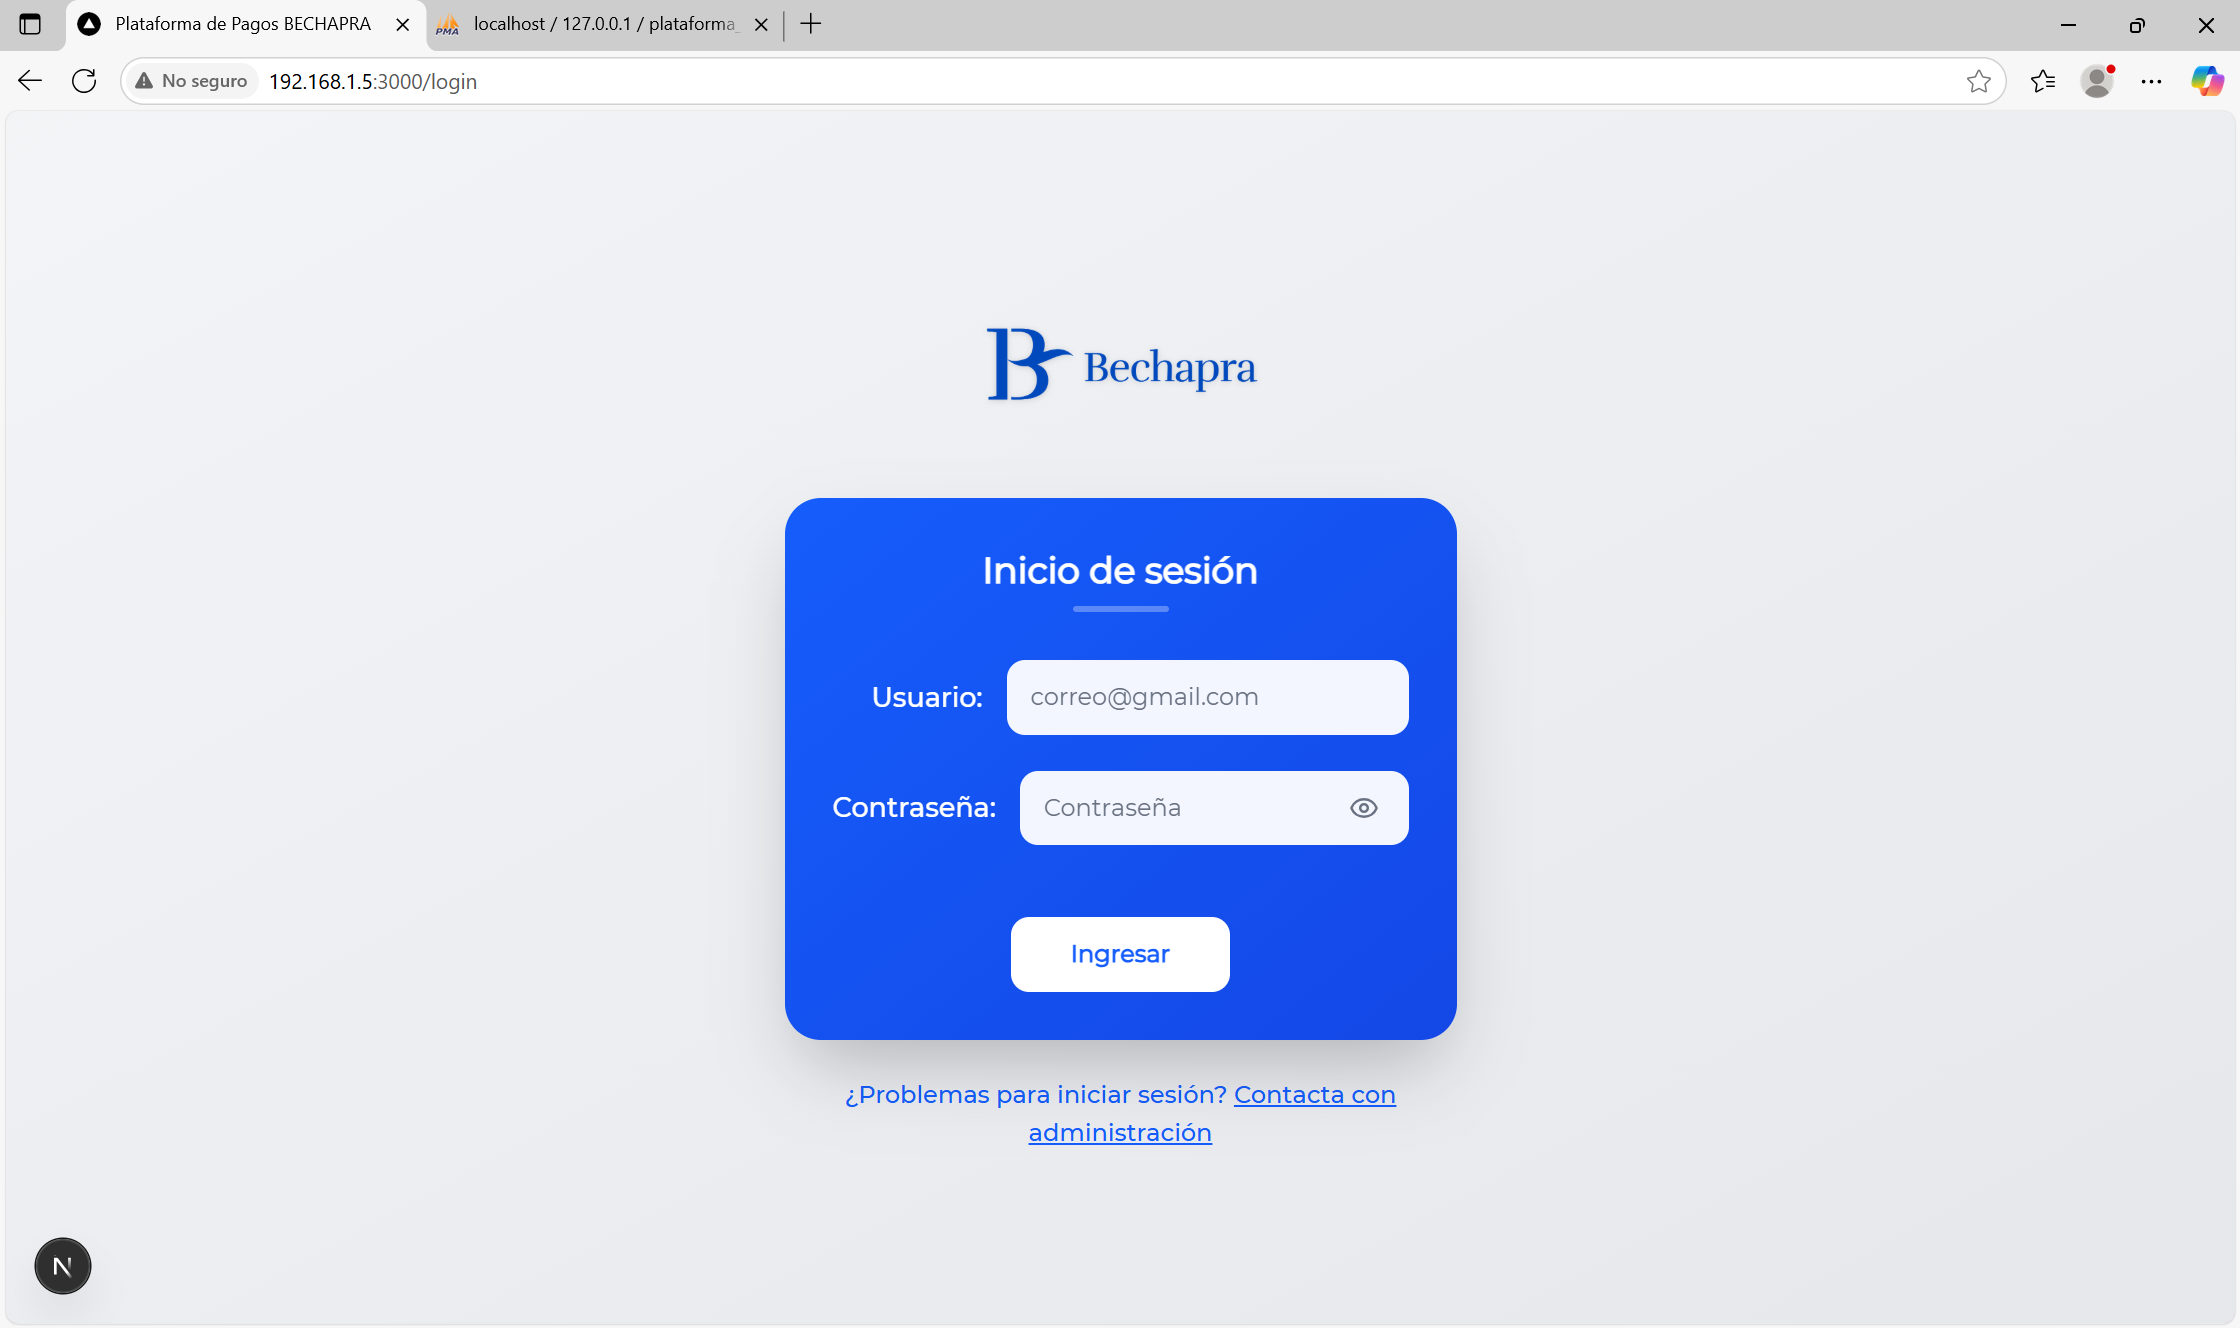 Plataforma de Pagos BECHAPRA
PMA
localhost / 127.0.0.1 / plataforma_
No seguro
192.168.1.5:3000/login
B Bechapra
Inicio de sesión
Usuario:
correo@gmail.com
Contraseña:
Contraseña
Ingresar
¿Problemas para iniciar sesión? Contacta con
administración
N